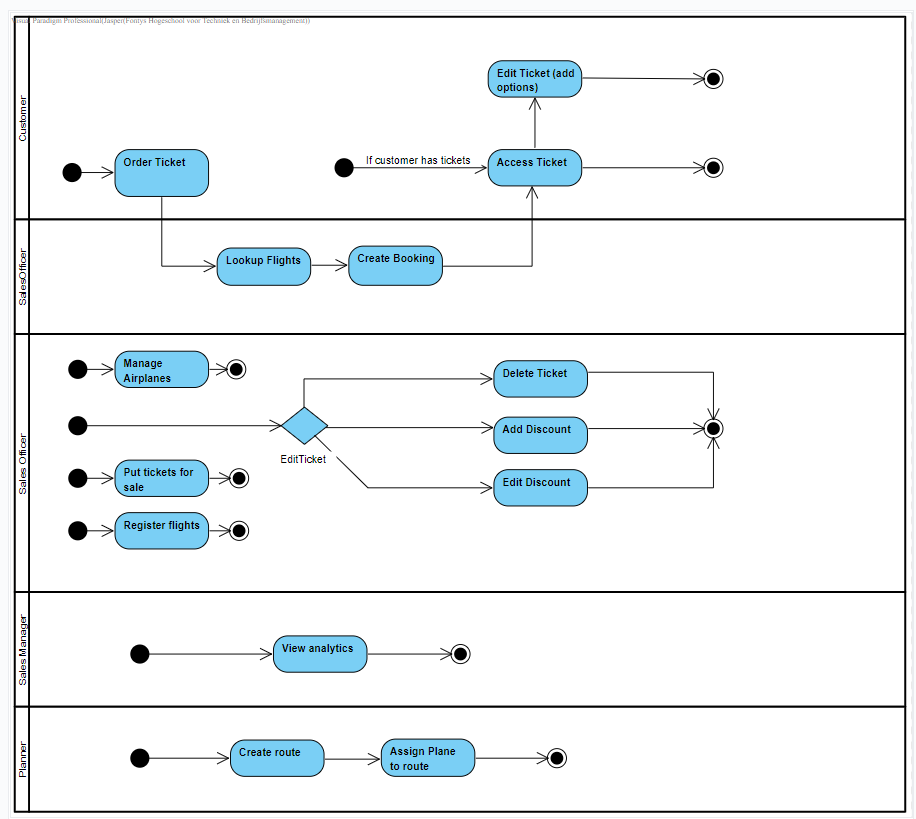 Visual Paradigm Professional(Jasper(Fontys Hogeschool voor Techniek en Bedrijfsmanagement))
Customer
Edit Ticket (add
options)
Order Ticket
If customer has tickets
Access Ticket
SalesOfficer
Lookup Flights
Create Booking
Sales Officer
Manage
Airplanes
Delete Ticket
Add Discount
EditTicket
Put tickets for
sale
Edit Discount
Register flights
Sales Manager
View analytics
Planner
Create route
Assign Plane
to route